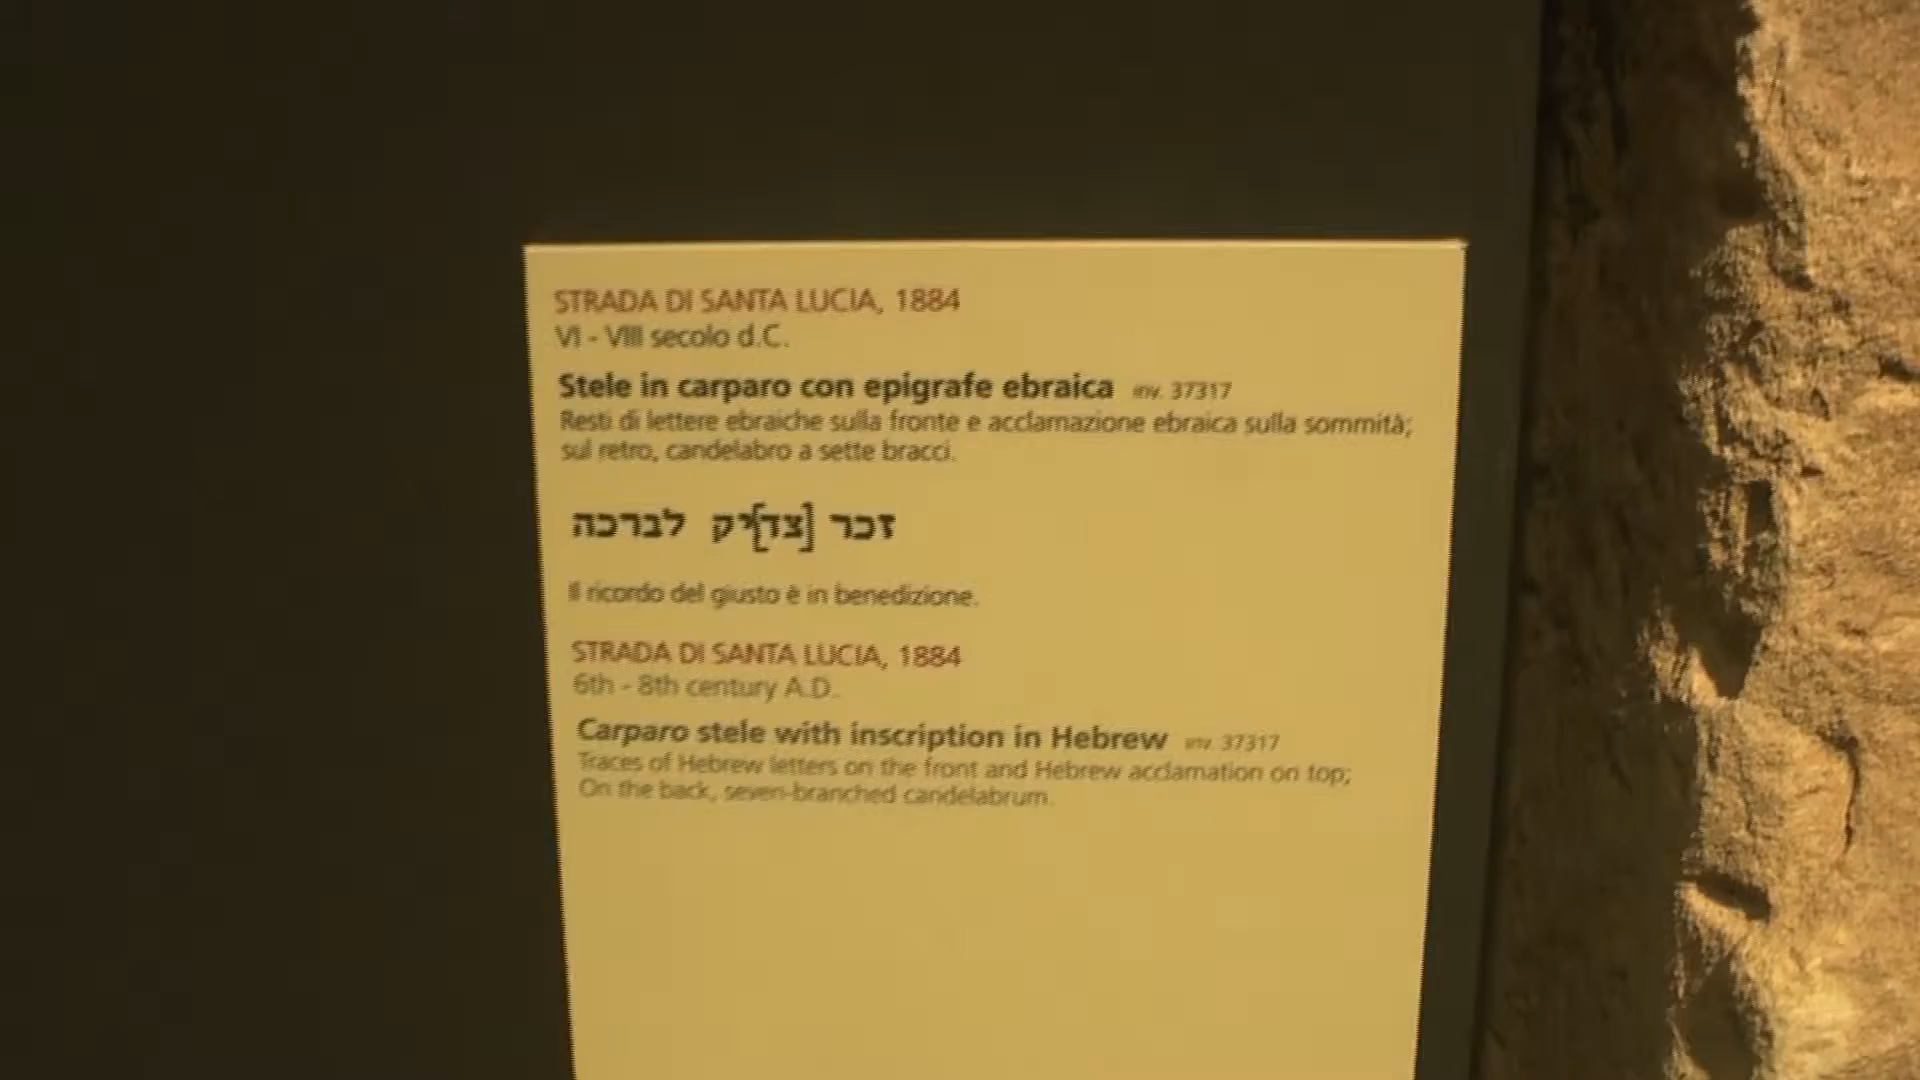 STRADA DI SANTA LUCIA, 1884
VI - VIII secolo d.C.
Stele in carparo con epigrafe ebraica inv. 37317
Resti di lettere ebraiche sulla fronte e acclamazione ebraica sulla sommità;
sul retro, candelabro a sette bracci.
זכר [צד]יק לברכה
Il ricordo del giusto è in benedizione.
STRADA DI SANTA LUCIA, 1884
6th - 8th century A.D.
Carparo stele with inscription in Hebrew inv. 37317
Traces of Hebrew letters on the front and Hebrew acclamation on top;
On the back, seven-branched candelabrum.